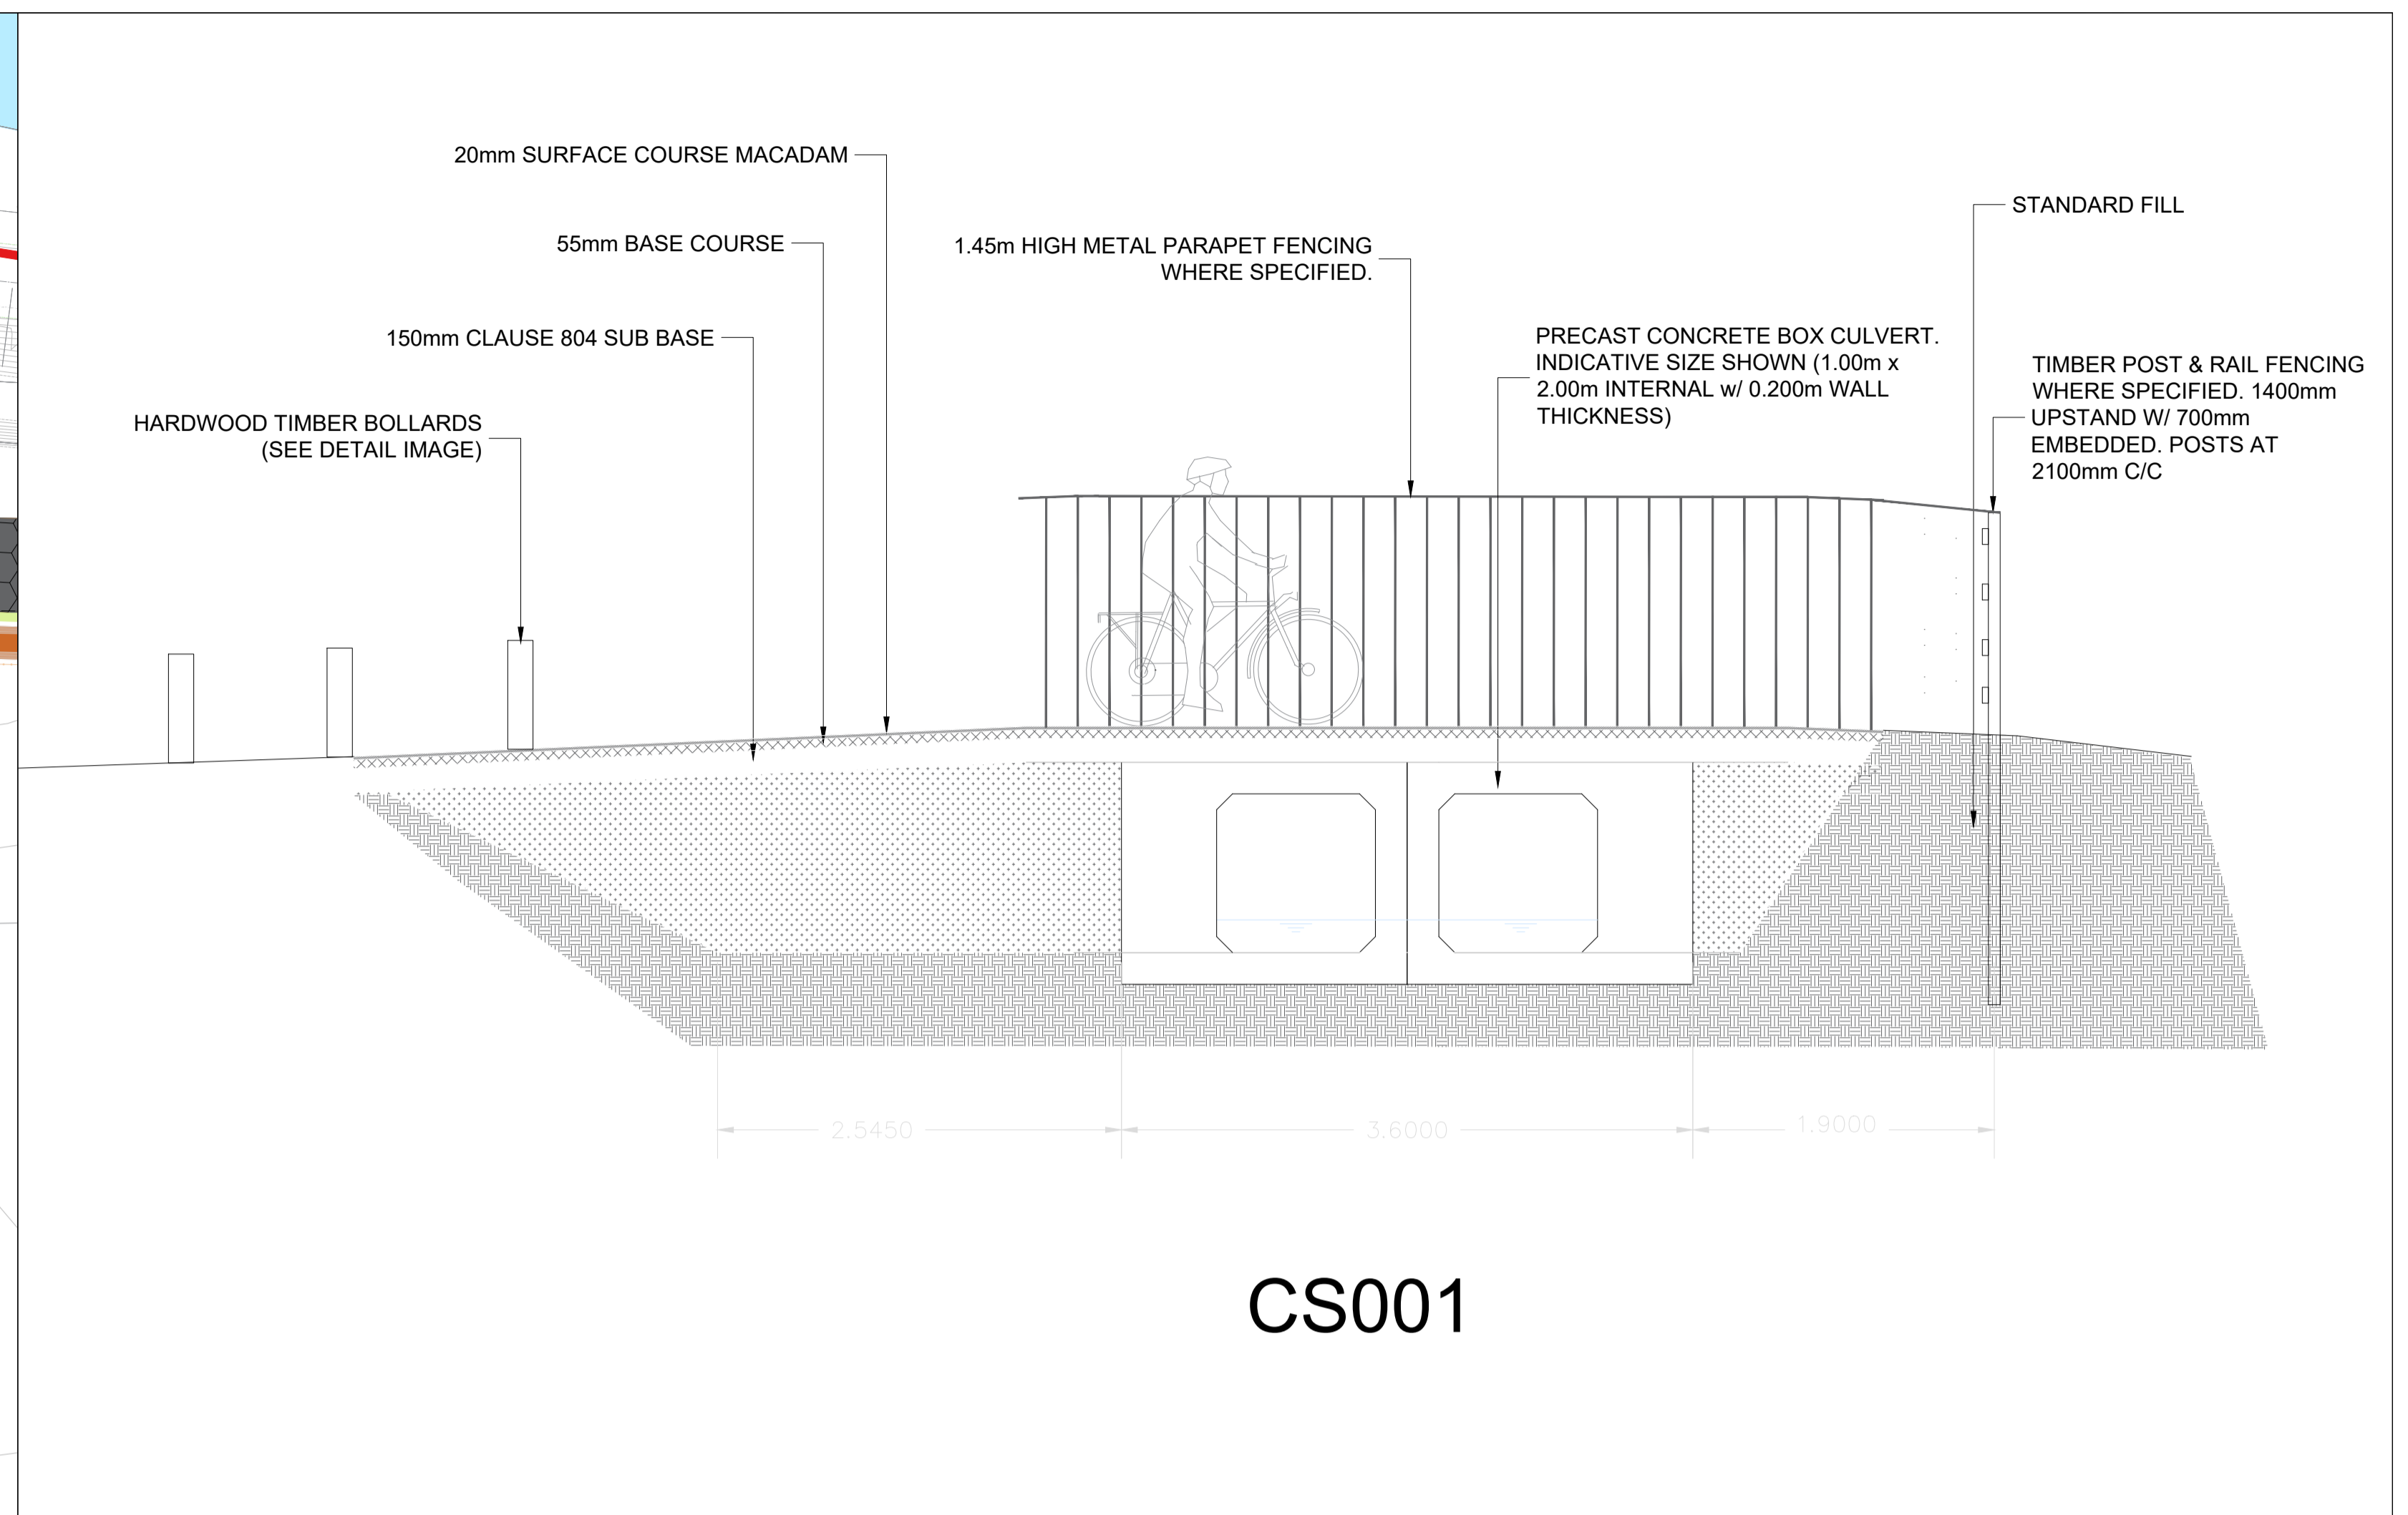 20mm SURFACE COURSE MACADAM
STANDARD FILL
55mm BASE COURSE
1.45m HIGH METAL PARAPET FENCING
WHERE SPECIFIED.
150mm CLAUSE 804 SUB BASE
PRECAST CONCRETE BOX CULVERT.
INDICATIVE SIZE SHOWN (1.00m x
2.00m INTERNAL w/ 0.200m WALL
THICKNESS)
TIMBER POST & RAIL FENCING
WHERE SPECIFIED. 1400mm
UPSTAND W/ 700mm
EMBEDDED. POSTS AT
2100mm C/C
HARDWOOD TIMBER BOLLARDS
(SEE DETAIL IMAGE)
2.5450
3.6000
1.9000
CS001